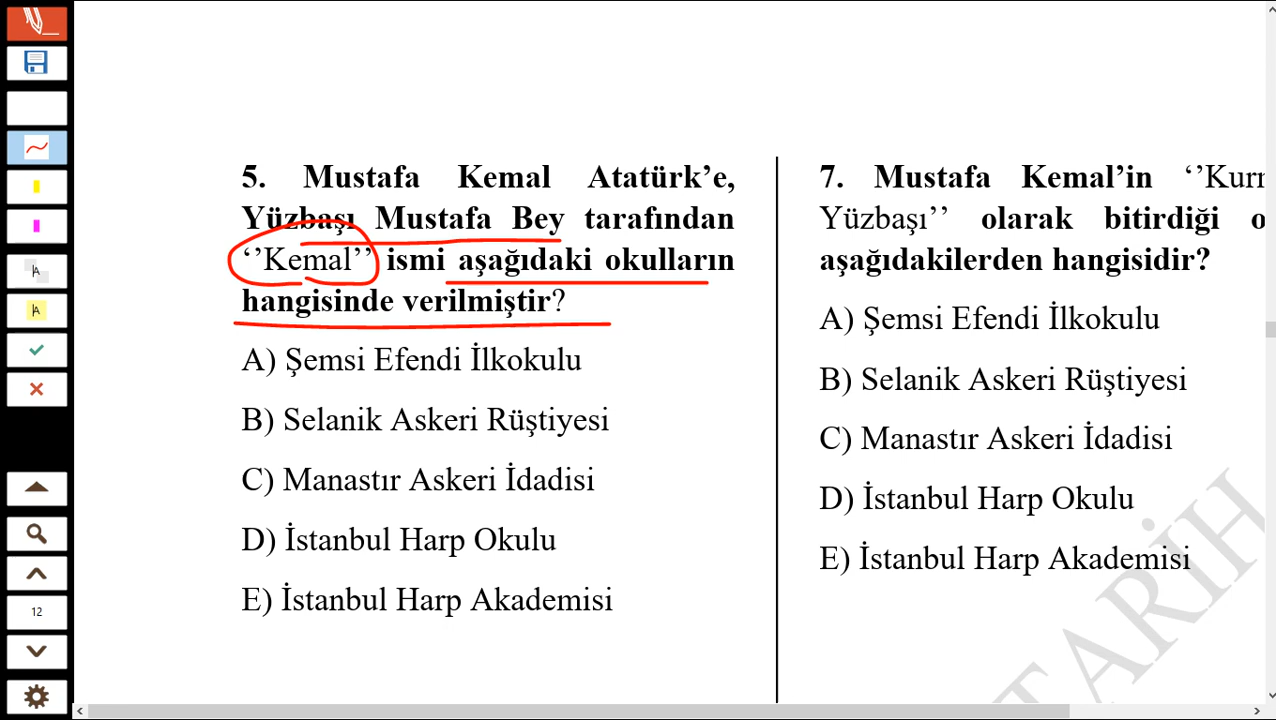 5. Mustafa Kemal Atatürk’e,
Yüzbaşı Mustafa Bey tarafından
‘’Kemal’’ ismi aşağıdaki okulların
hangisinde verilmiştir?
A) Şemsi Efendi İlkokulu
B) Selanik Askeri Rüştiyesi
C) Manastır Askeri İdadisi
D) İstanbul Harp Okulu
E) İstanbul Harp Akademisi
7. Mustafa Kemal’in
Yüzbaşı’’ olarak bitirdiği
aşağıdakilerden hangisidir?
A) Şemsi Efendi İlkokulu
B) Selanik Askeri Rüştiyesi
C) Manastır Askeri İdadisi
D) İstanbul Harp Okulu
E) İstanbul Harp Akademisi
TARİH
A
A
12